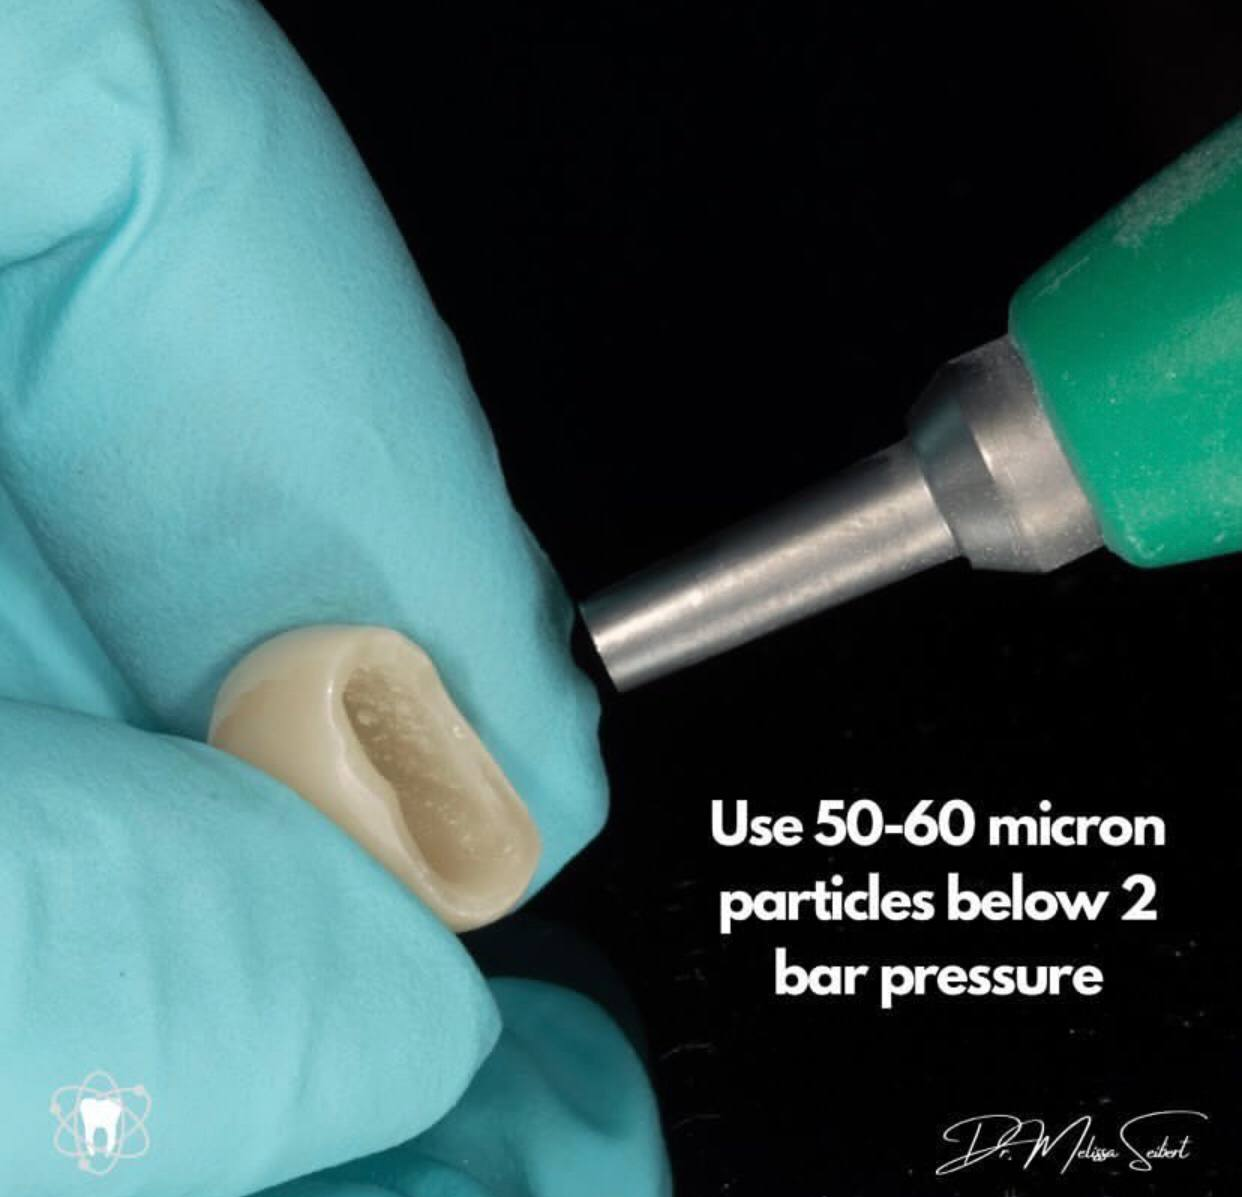 Use 50-60 micron
particles below 2
bar pressure
Dr. Melissa Seibert